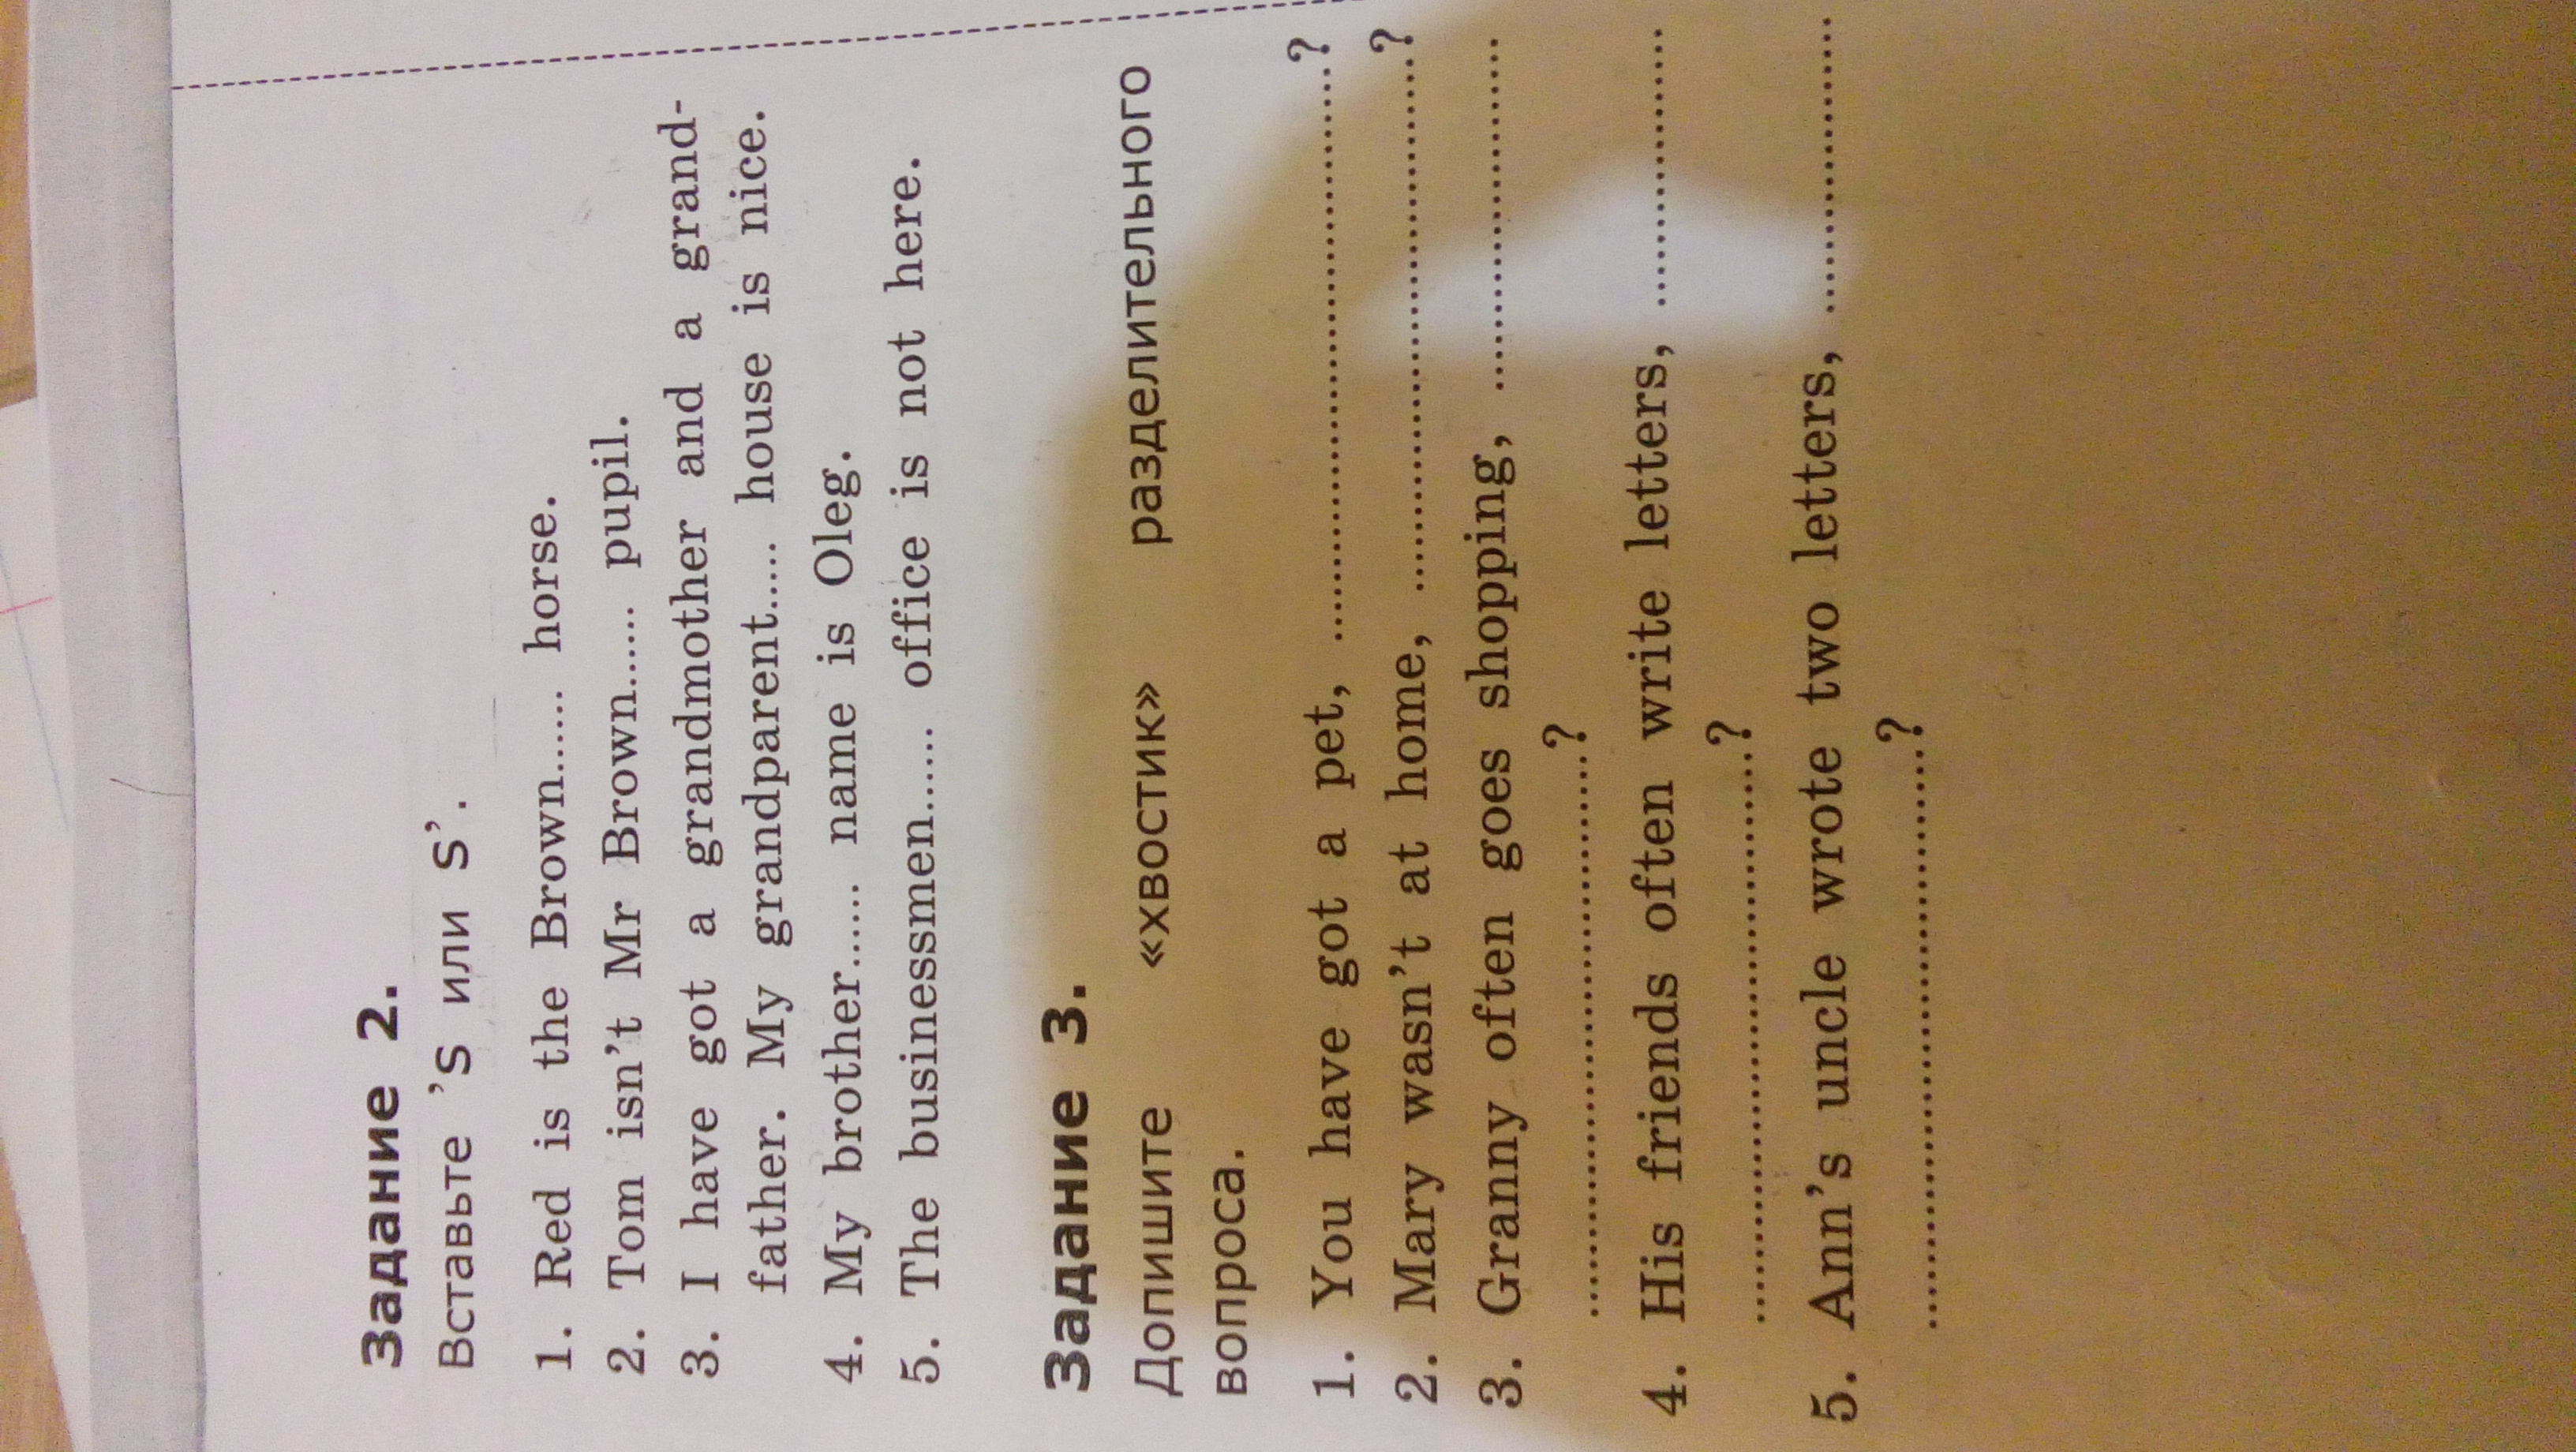 Задание 2.
Вставьте 's или s'.
1. Red is the Brown...... horse.
2. Tom isn't Mr Brown...... pupil.
3. I have got a grandmother and a grand-
father. My grandparent..... house is nice.
4. My brother...... name is Oleg.
5. The businessmen...... office is not here.
Задание 3.
Допишите «хвостик» разделительного
вопроса.
1. You have got a pet, ........................................?
2. Mary wasn't at home, .....................................?
3. Granny often goes shopping, ........................
........................................?
4. His friends often write letters, ...................
........................................?
5. Ann's uncle wrote two letters, ....................
........................................?